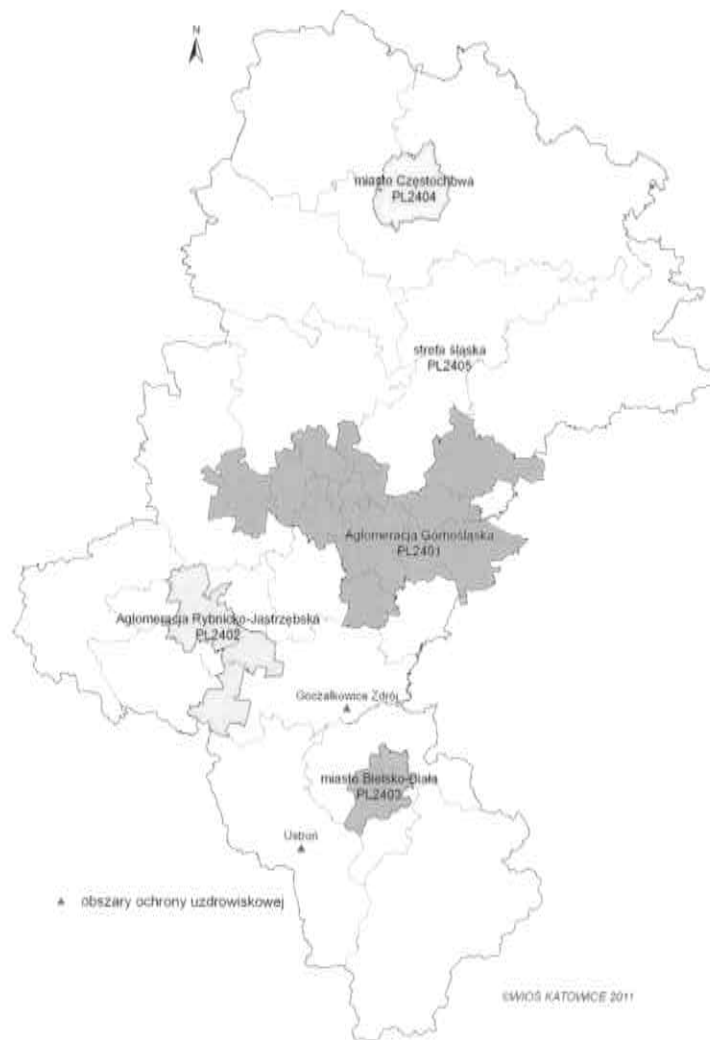 N
miasto Częstochowa
PL2404
strefa śląska
PL2405
Aglomeracja Górnośląska
PL2401
Aglomeracja Rybnicko-Jastrzębska
PL2402
Goczałkowice Zdrój
miasto Bielsko-Biała
PL2403
Ustroń
obszary ochrony uzdrowiskowej
©WIOŚ KATOWICE 2011